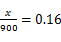 x/900 = 0.16